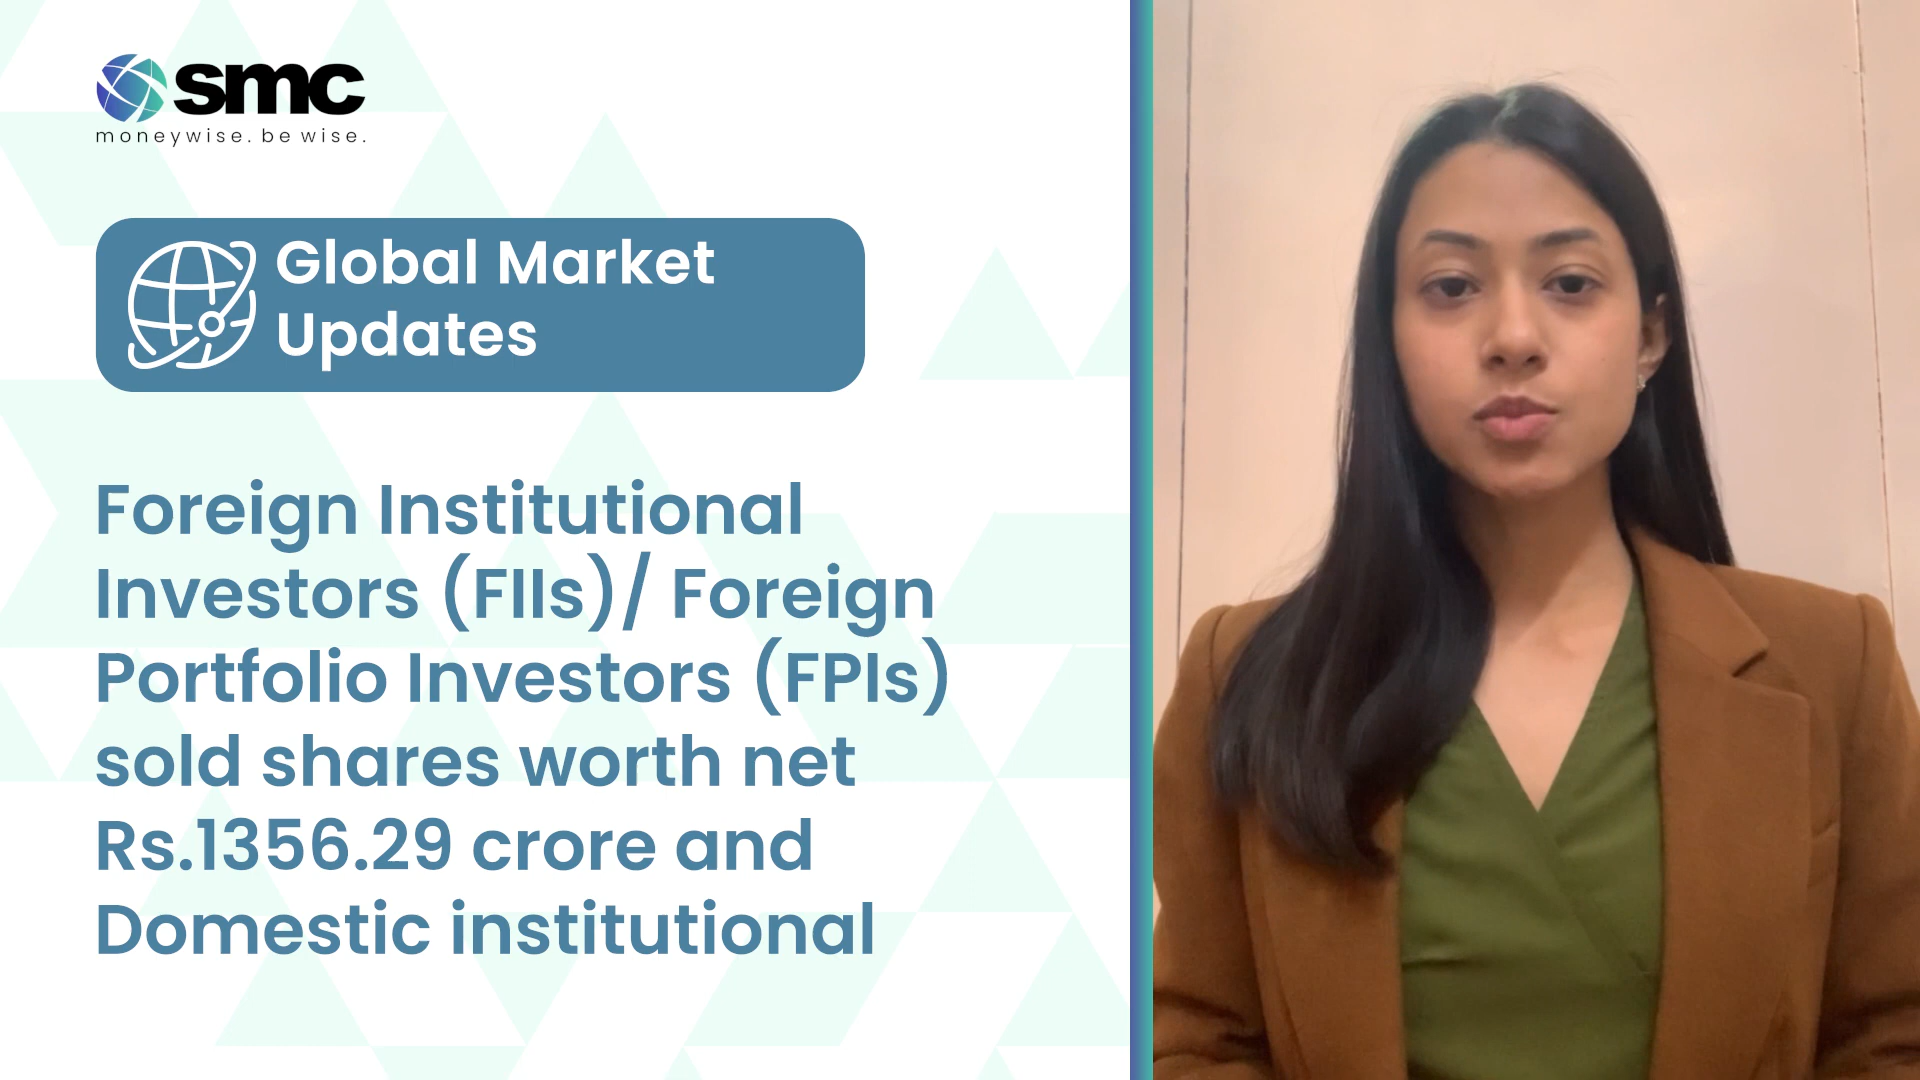 smc
moneywise. be wise.
Global Market
Updates
Foreign Institutional
Investors (FIIs)/ Foreign
Portfolio Investors (FPIs)
sold shares worth net
Rs.1356.29 crore and
Domestic institutional